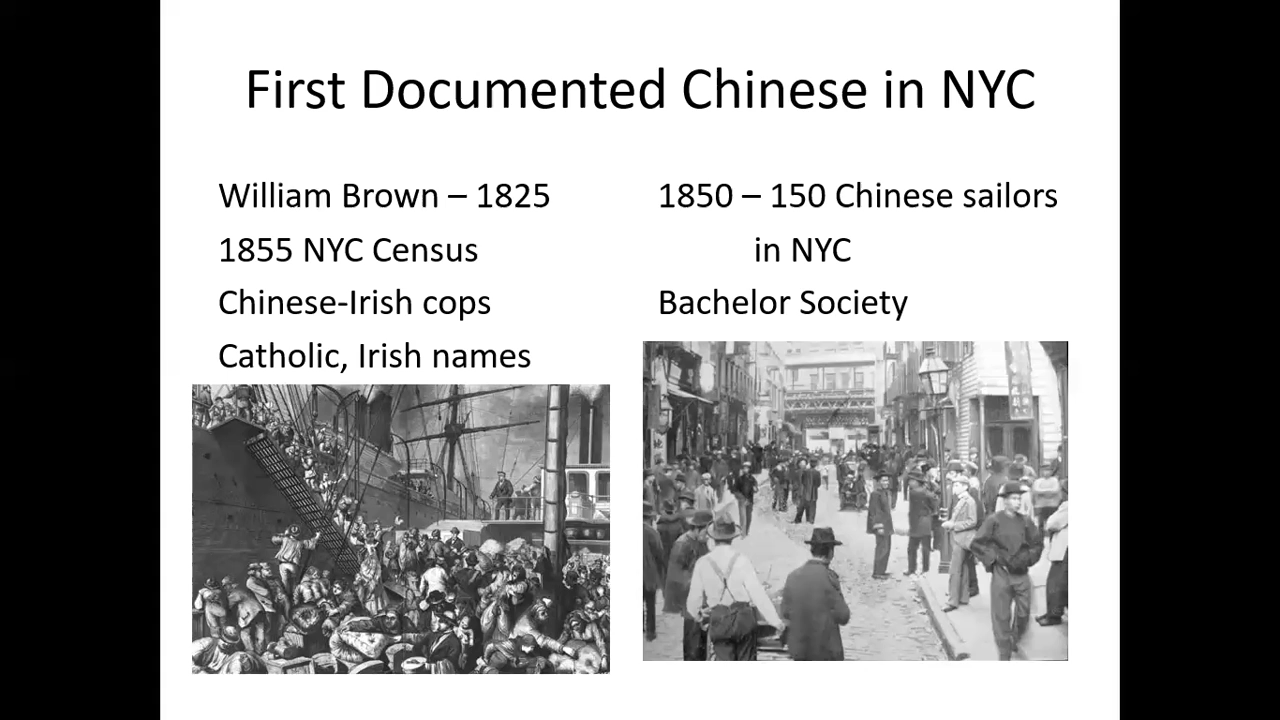 First Documented Chinese in NYC
William Brown – 1825
1855 NYC Census
Chinese-Irish cops
Catholic, Irish names
1850 – 150 Chinese sailors
in NYC
Bachelor Society